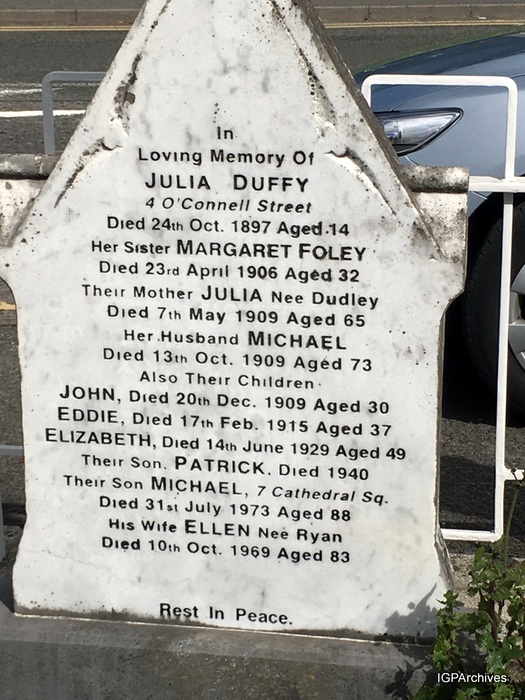 In
Loving Memory Of
JULIA DUFFY
4 O'Connell Street
Died 24th Oct. 1897 Aged 14
Her Sister MARGARET FOLEY
Died 23rd April 1906 Aged 32
Their Mother JULIA Nee Dudley
Died 7th May 1909 Aged 65
Her Husband MICHAEL
Died 13th Oct. 1909 Aged 73
Also Their Children
JOHN, Died 20th Dec. 1909 Aged 30
EDDIE, Died 17th Feb. 1915 Aged 37
ELIZABETH, Died 14th June 1929 Aged 49
Their Son. PATRICK. Died 1940
Their Son MICHAEL, 7 Cathedral Sq.
Died 31st July 1973 Aged 88
His Wife ELLEN Nee Ryan
Died 10th Oct. 1969 Aged 83
Rest In Peace.
IGPArchives